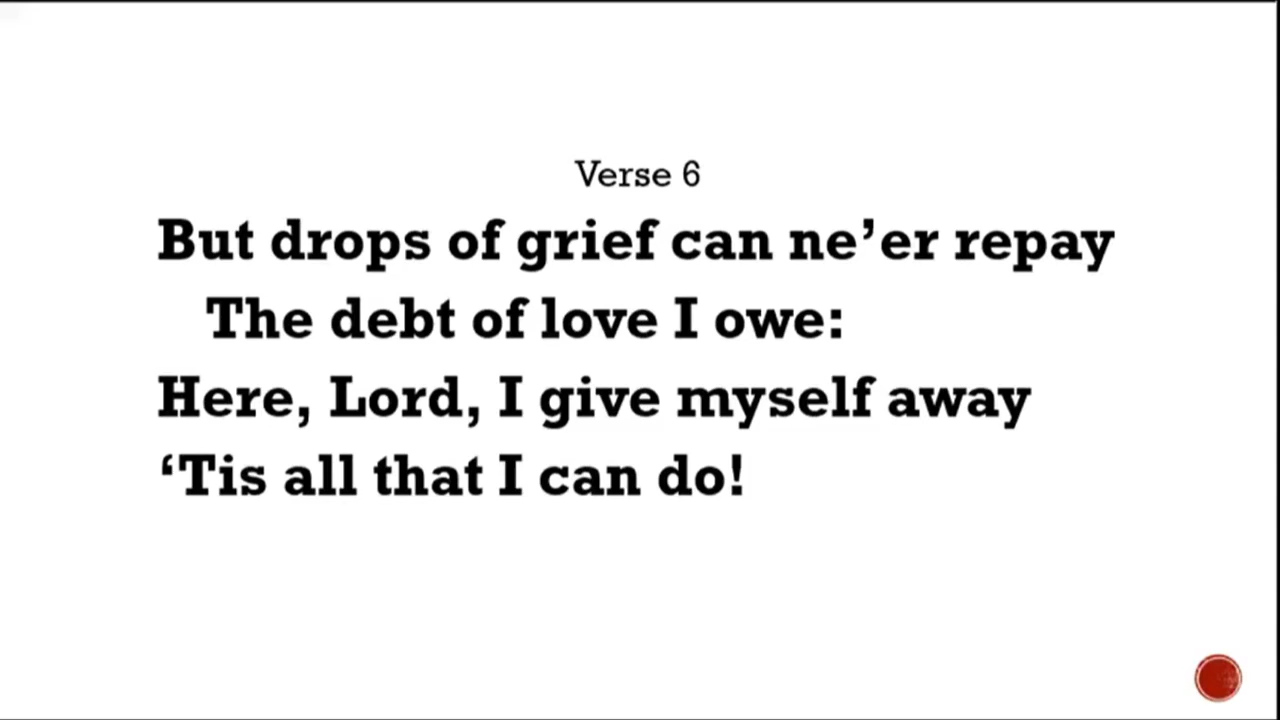 Verse 6
But drops of grief can ne’er repay
The debt of love I owe:
Here, Lord, I give myself away
‘Tis all that I can do!